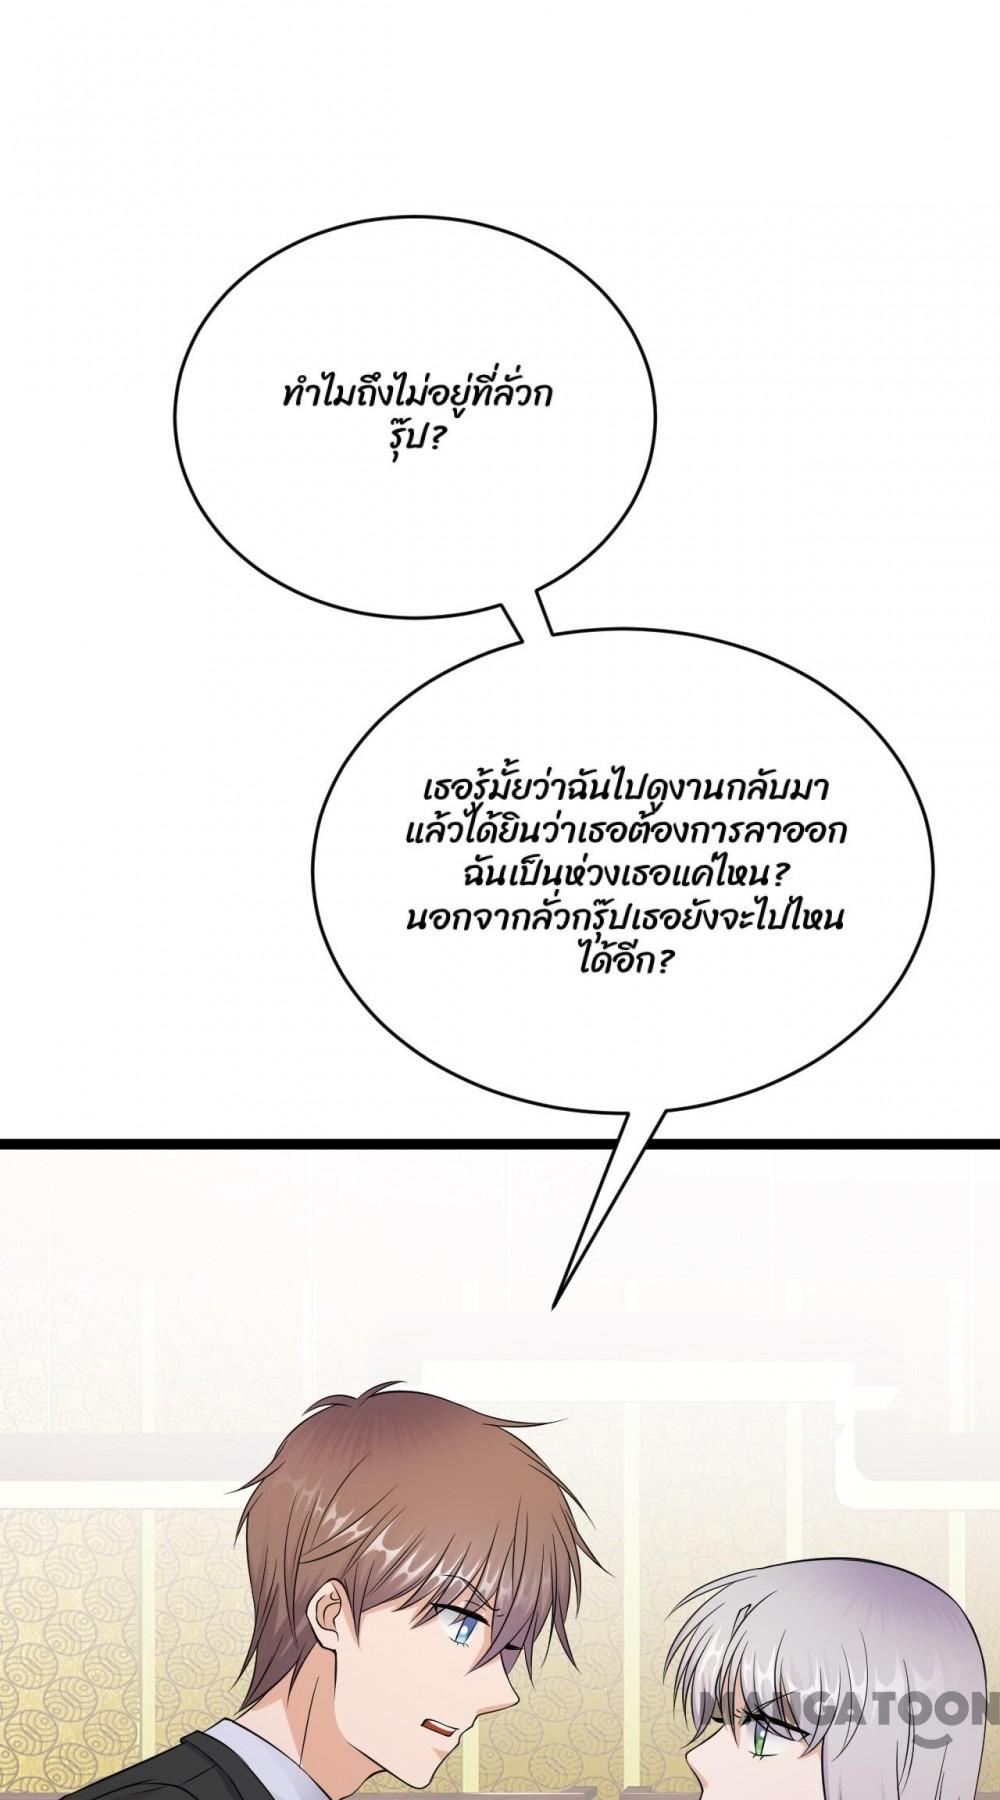 ทำไมถึงไม่อยู่ที่ลั่วก
รุ๊ป?
เธอรู้มั้ยว่าฉันไปดูงานกลับมา
แล้วได้ยินว่าเธอต้องการลาออก
ฉันเป็นห่วงเธอแค่ไหน?
นอกจากลั่วกรุ๊ปเธอยังจะไปไหน
ได้อีก?
MANGATOON